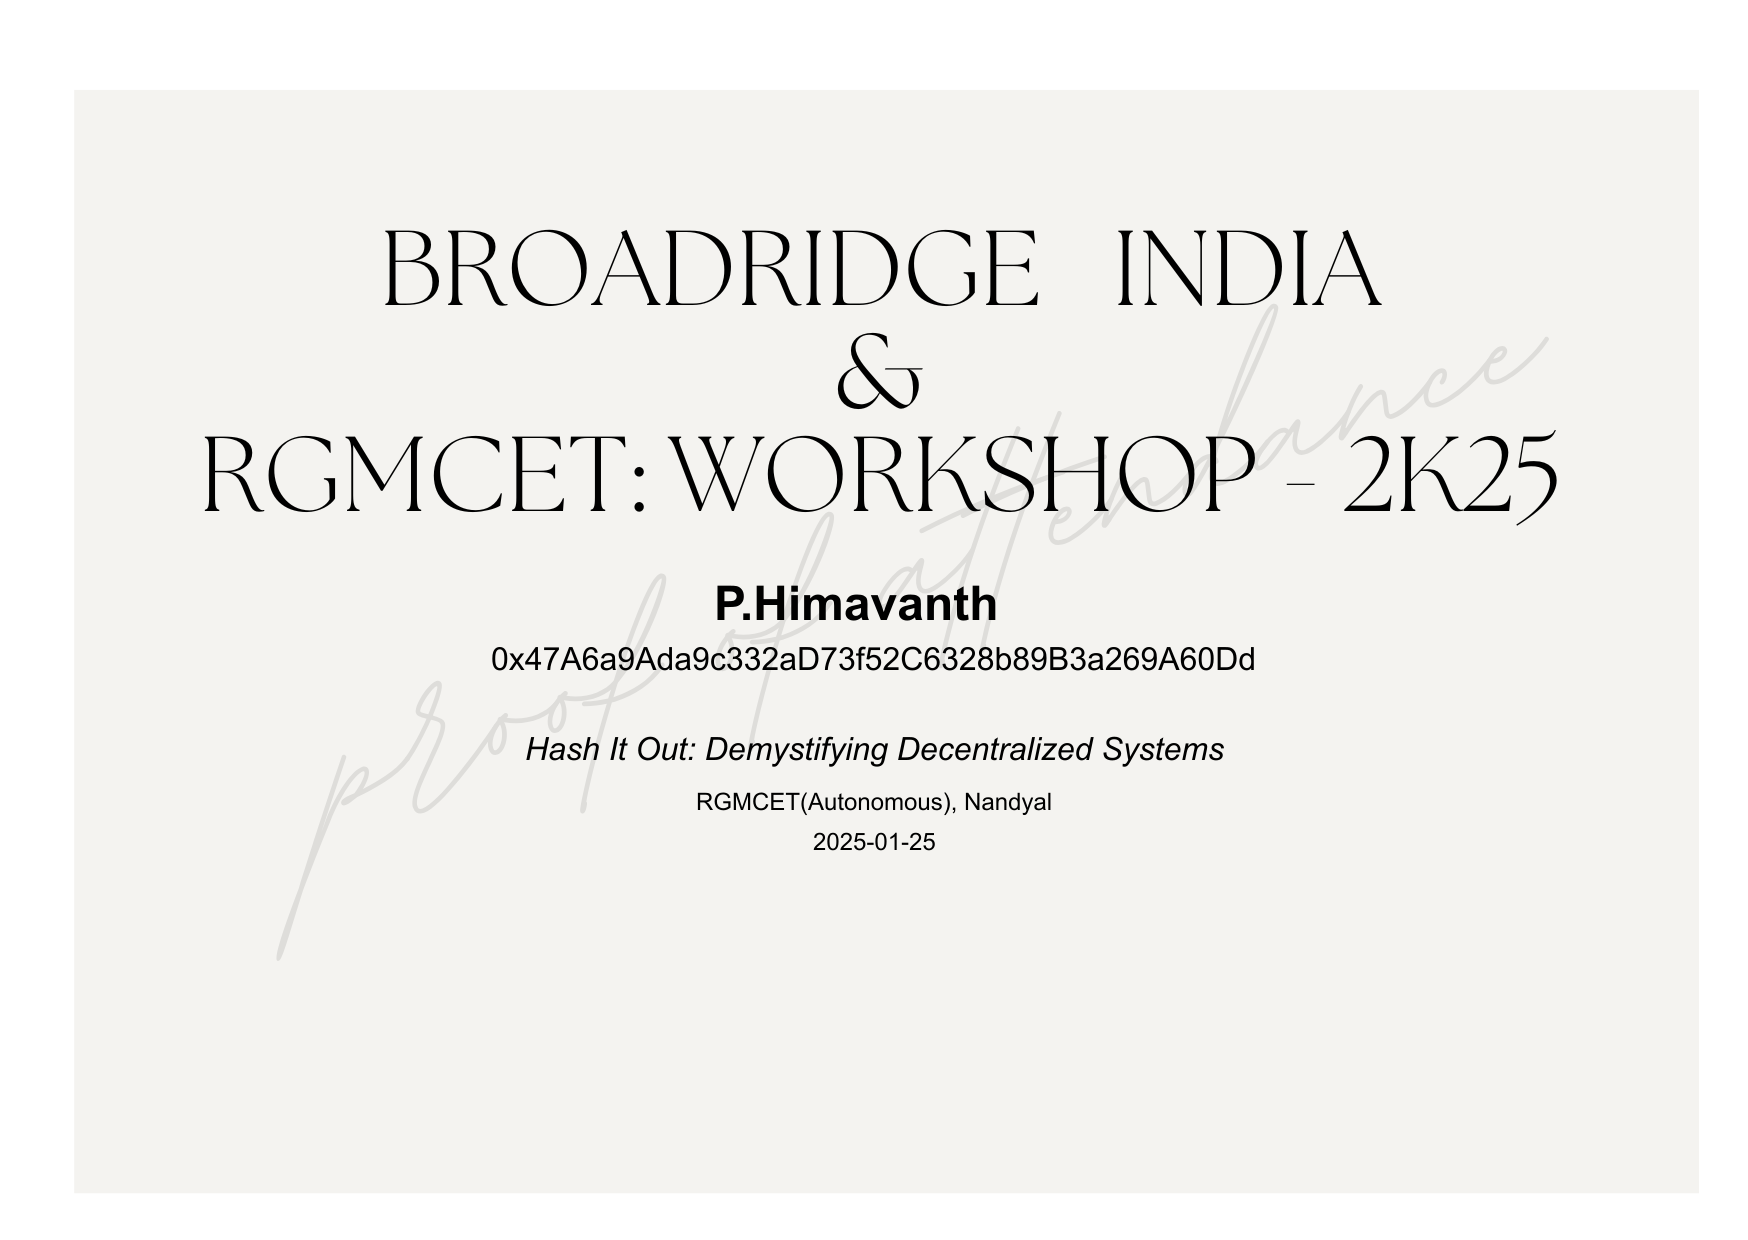 BROADRIDGE INDIA
&
RGMCET: WORKSHOP - 2K25
proof of attendance
P.Himavanth
0x47A6a9Ada9c332aD73f52C6328b89B3a269A60Dd
Hash It Out: Demystifying Decentralized Systems
RGMCET(Autonomous), Nandyal
2025-01-25